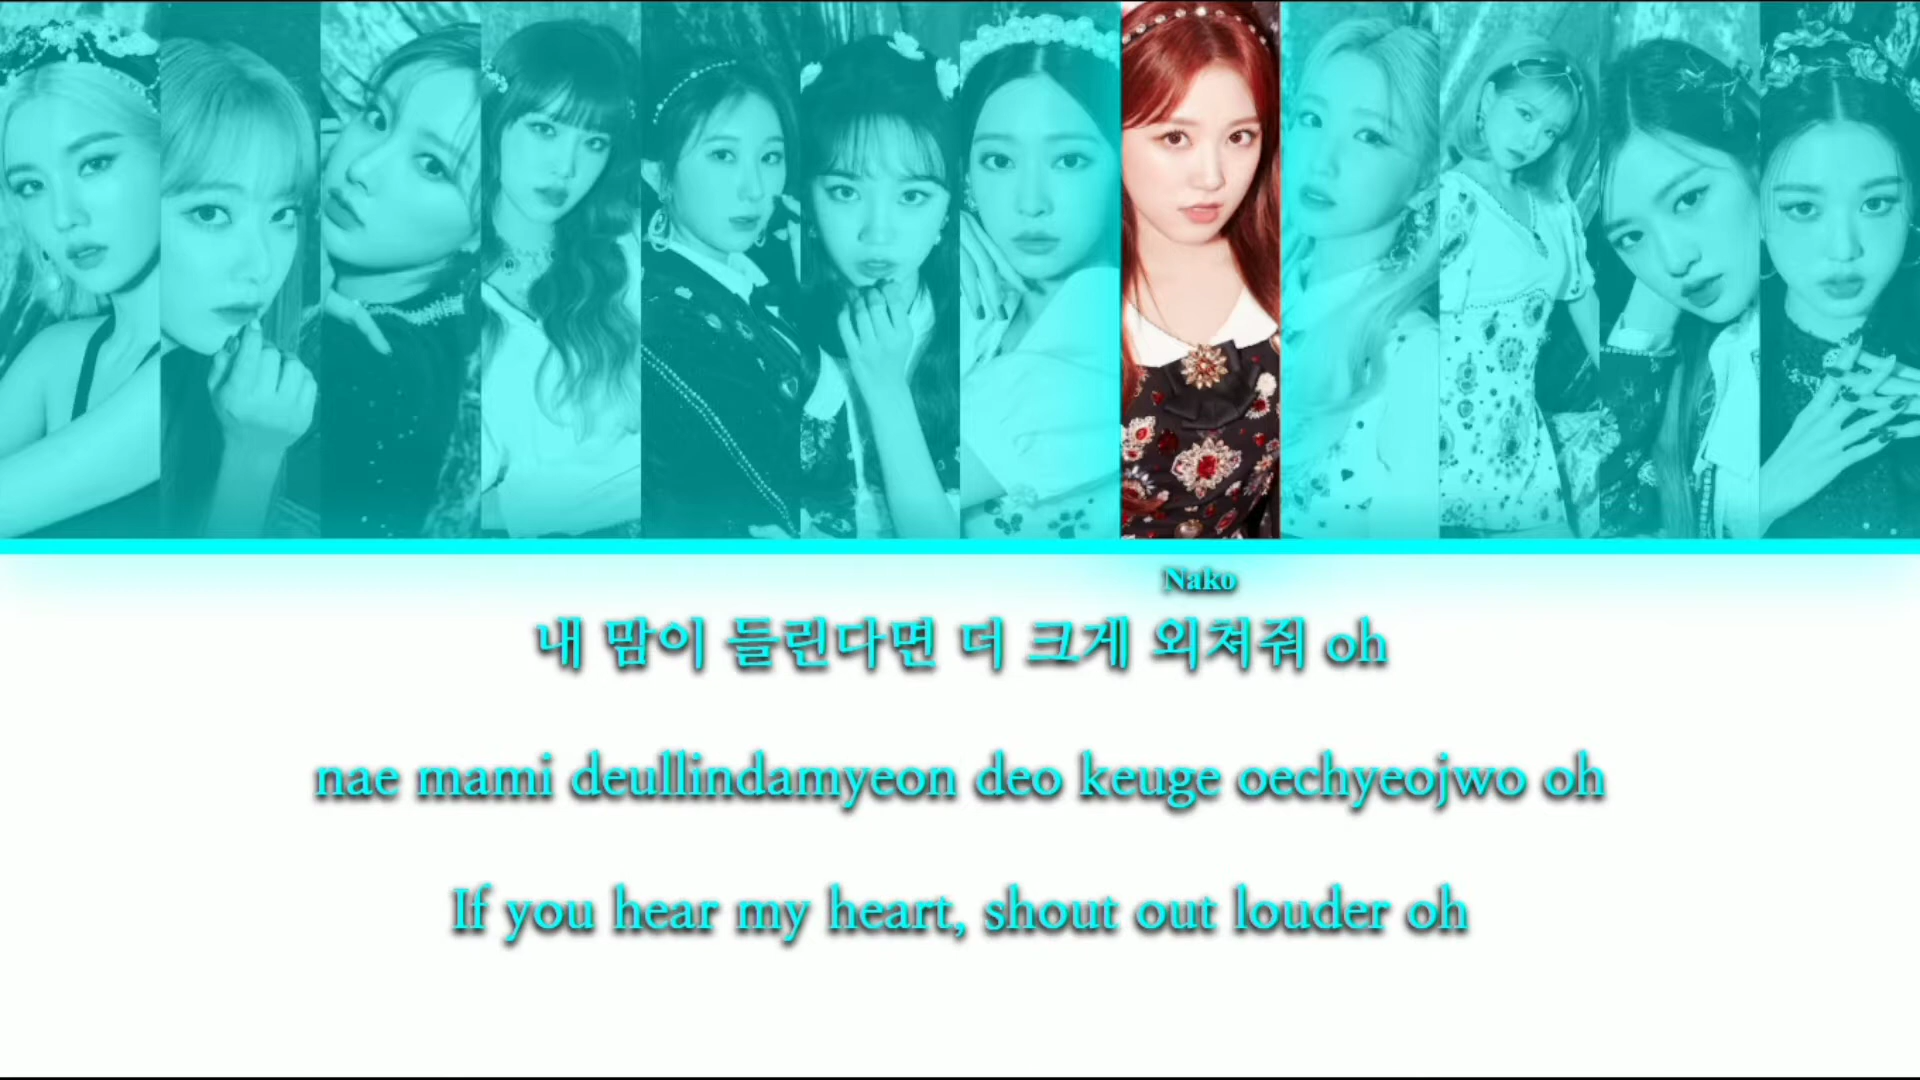 Nako
내 맘이 들린다면 더 크게 외쳐줘 oh
nae mami deullindamyeon deo keuge oechyeojwo oh
If you hear my heart, shout out louder oh